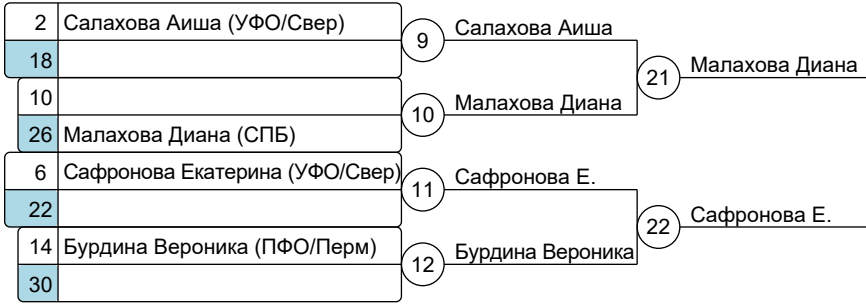 2 Салахова Аиша (УФО/Свер)
18
9 Салахова Аиша
10
26 Малахова Диана (СПБ)
10 Малахова Диана
21 Малахова Диана
6 Сафронова Екатерина (УФО/Свер)
22
11 Сафронова Е.
14 Бурдина Вероника (ПФО/Перм)
30
12 Бурдина Вероника
22 Сафронова Е.